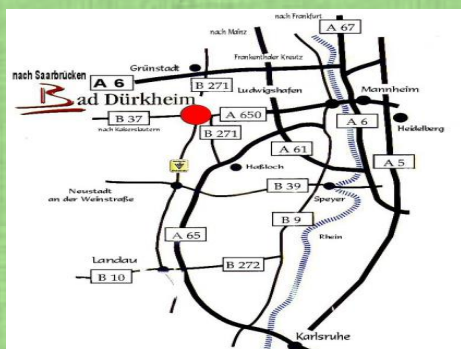 nach Frankfurt
nach Mainz
A 67
Grünstadt
Frankenthaler Kreutz
nach Saarbrücken
A 6
B 271
Ludwigshafen
Mannheim
Bad Dürkheim
B 37
A 650
A 6
nach Kaiserslautern
B 271
Heidelberg
A 61
Haßloch
A 5
Neustadt
an der Weinstraße
B 39
Speyer
B 9
A 65
Rhein
Landau
B 272
B 10
Karlsruhe